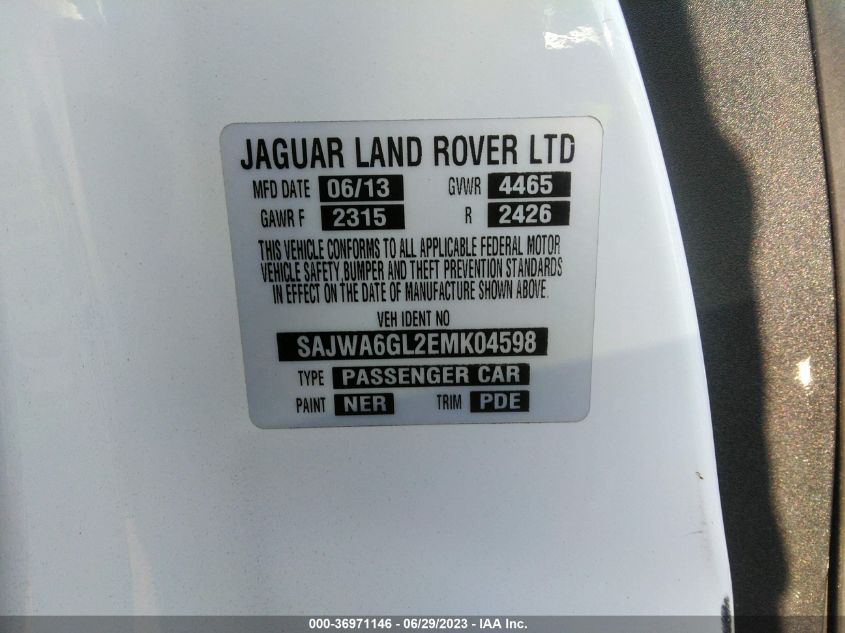 JAGUAR LAND ROVER LTD
MFD DATE 06/13 GVWR 4465
GAWR F 2315 R 2426
THIS VEHICLE CONFORMS TO ALL APPLICABLE FEDERAL MOTOR
VEHICLE SAFETY, BUMPER AND THEFT PREVENTION STANDARDS
IN EFFECT ON THE DATE OF MANUFACTURE SHOWN ABOVE.
VEH IDENT NO
SAJWA6GL2EMK04598
TYPE PASSENGER CAR
PAINT NER TRIM PDE
000-36971146 - 06/29/2023 - IAA Inc.